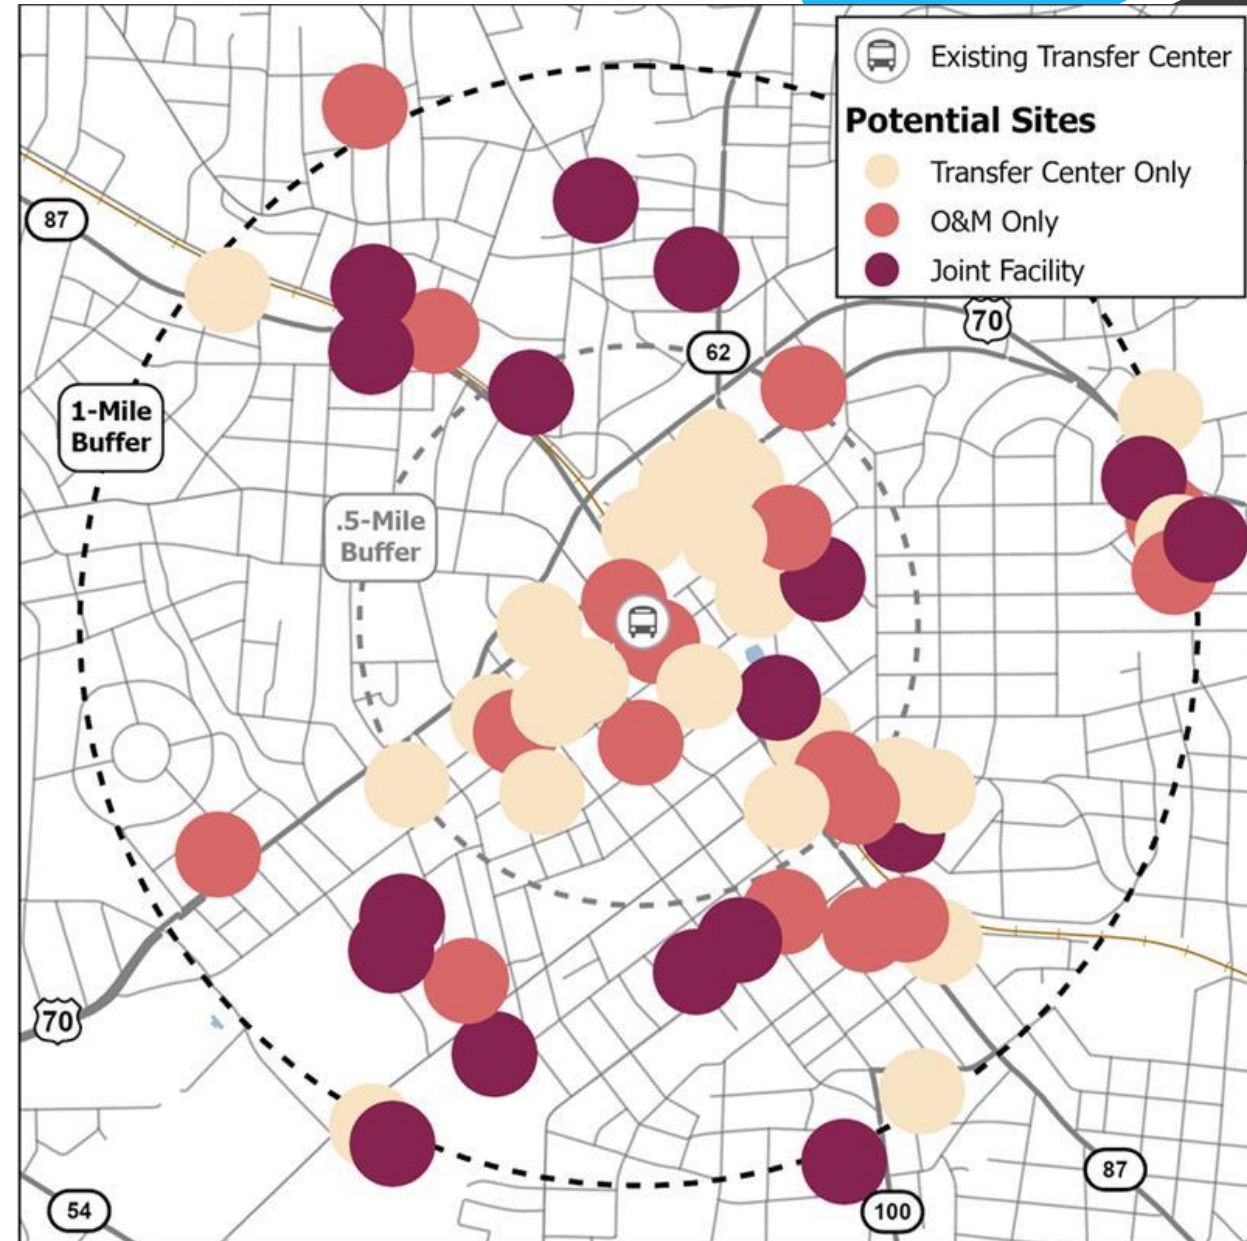 Existing Transfer Center
Potential Sites
Transfer Center Only
O&M Only
Joint Facility
87
70
62
1-Mile
Buffer
.5-Mile
Buffer
70
87
54
100